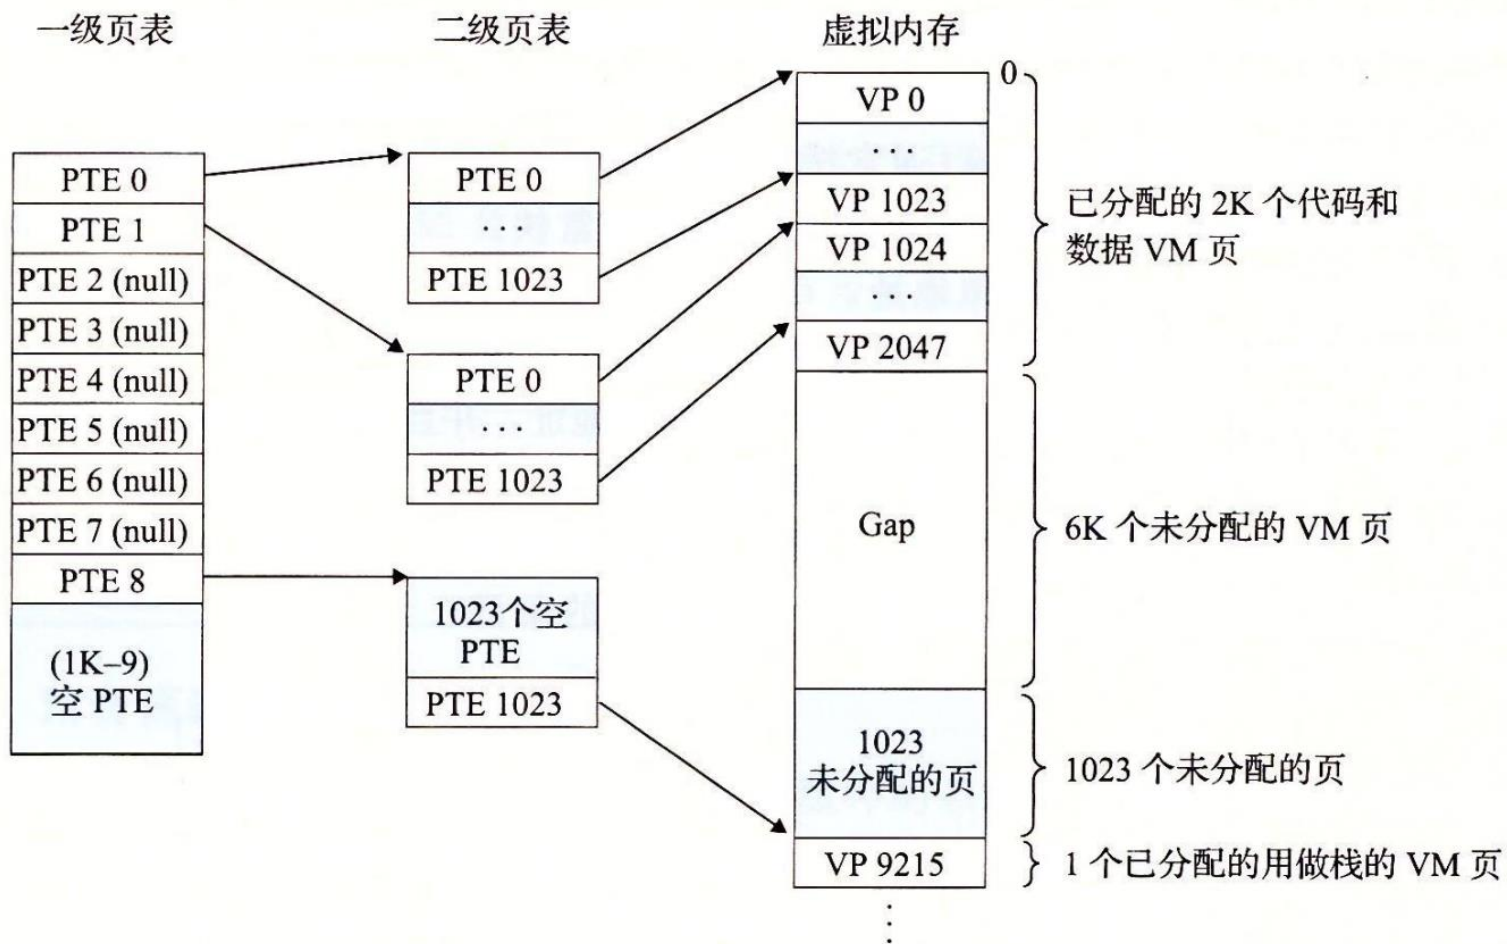 一级页表
二级页表
虚拟内存
PTE 0
PTE 1
PTE 2 (null)
PTE 3 (null)
PTE 4 (null)
PTE 5 (null)
PTE 6 (null)
PTE 7 (null)
PTE 8
(1K–9)
空 PTE
PTE 0
···
PTE 1023
PTE 0
···
PTE 1023
1023个空
PTE
PTE 1023
0
VP 0
···
VP 1023
VP 1024
···
VP 2047
Gap
1023
未分配的页
VP 9215
⋮
已分配的 2K 个代码和
数据 VM 页
6K 个未分配的 VM 页
1023 个未分配的页
1 个已分配的用做栈的 VM 页